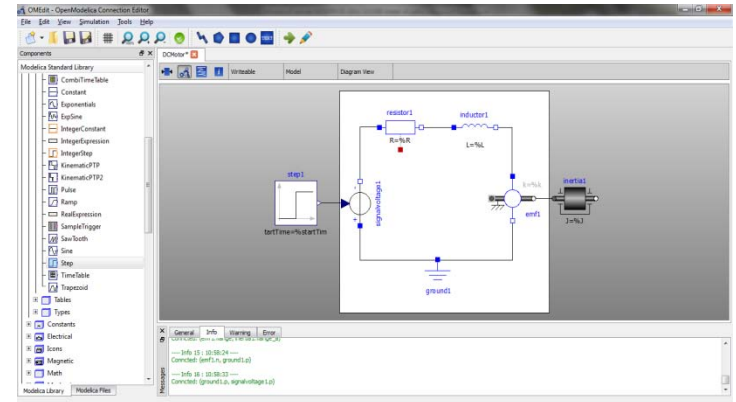 OMEdit - OpenModelica Connection Editor
File Edit View Simulation Tools Help
Components
DCMotor*
Modelica Standard Library
Writeable Model Diagram View
CombiTimeTable
Constant
Exponentials
ExpSine
IntegerConstant
IntegerExpression
IntegerStep
KinematicPTP
KinematicPTP2
Pulse
Ramp
RealExpression
SampleTrigger
SawTooth
Sine
Step
TimeTable
Trapezoid
Tables
Types
Constants
Electrical
Icons
Magnetic
Math
Modelica Library Modelica Files
resistor1
R=%R
inductor1
L=%L
step1
tartTime=%startTim
signalvoltage1
k=%k
emf1
inertia1
J=%J
ground1
Messages
General Info Warning Error
---- Info 15 : 10:58:24 ----
Connected: (emf1.n, ground1.p)
---- Info 16 : 10:58:33 ----
Connected: (ground1.p, signalvoltage1.p)